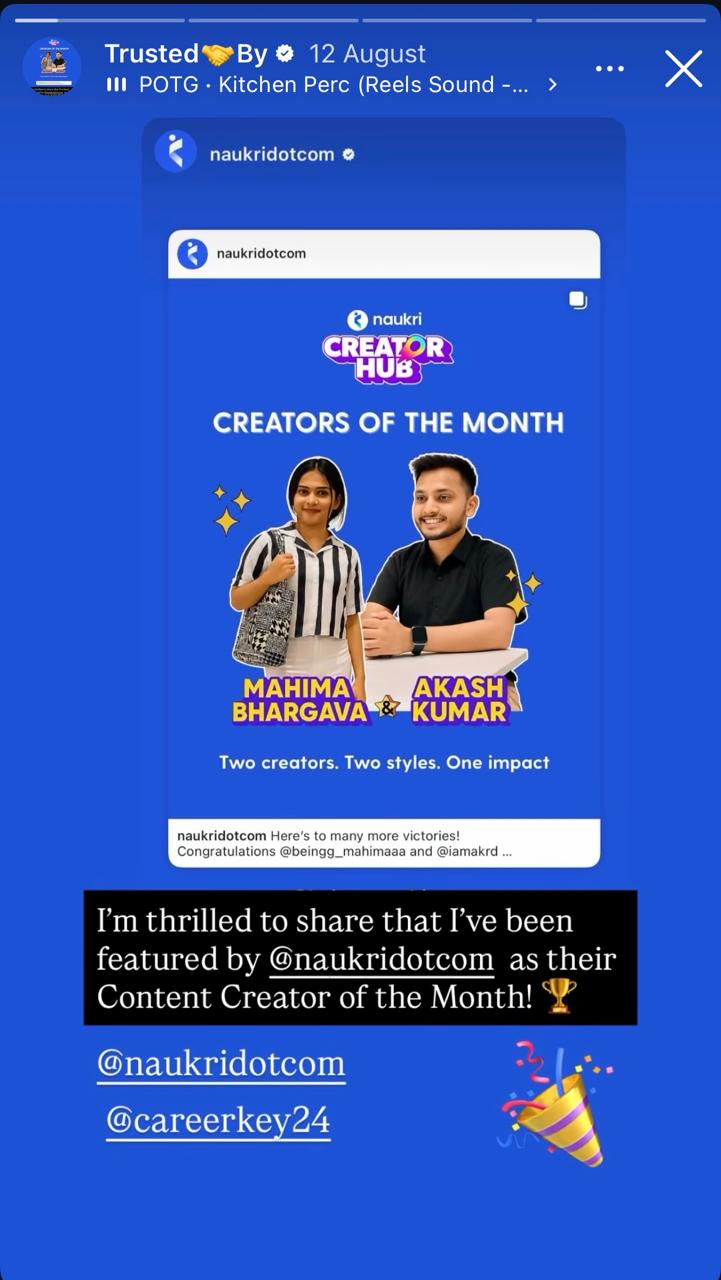 Trusted🤝By 12 August
POTG · Kitchen Perc (Reels Sound -...
naukridotcom
naukridotcom
naukri
CREATOR
HUB
CREATORS OF THE MONTH
MAHIMA
BHARGAVA
&
AKASH
KUMAR
Two creators. Two styles. One impact
naukridotcom Here's to many more victories!
Congratulations @beingg_mahimaaa and @iamakrd ...
I'm thrilled to share that I've been
featured by @naukridotcom as their
Content Creator of the Month! 🏆
@naukridotcom
@careerkey24